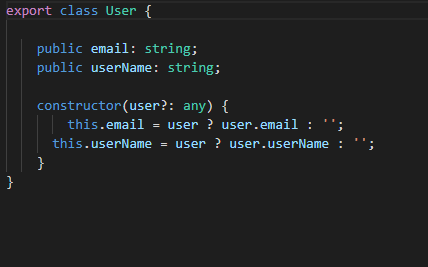 export class User {
public email: string;
public userName: string;
constructor(user?: any) {
this.email = user ? user.email : '';
this.userName = user ? user.userName : '';
}
}